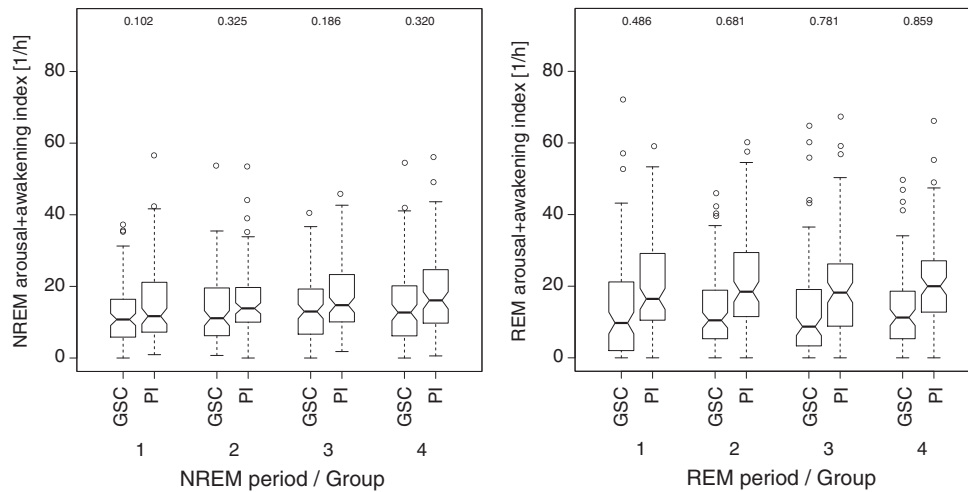 0.102 0.325 0.186 0.320
NREM arousal+awakening index [1/h]
80
60
40
20
0
GSC PI GSC PI GSC PI GSC PI
1 2 3 4
NREM period / Group
0.486 0.681 0.781 0.859
REM arousal+awakening index [1/h]
80
60
40
20
0
GSC PI GSC PI GSC PI GSC PI
1 2 3 4
REM period / Group